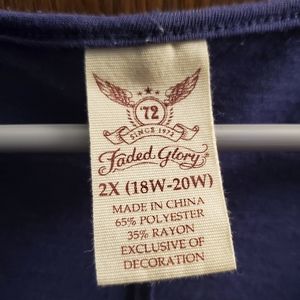 '72
SINCE 1972
Faded Glory
2X (18W-20W)
MADE IN CHINA
65% POLYESTER
35% RAYON
EXCLUSIVE OF
DECORATION